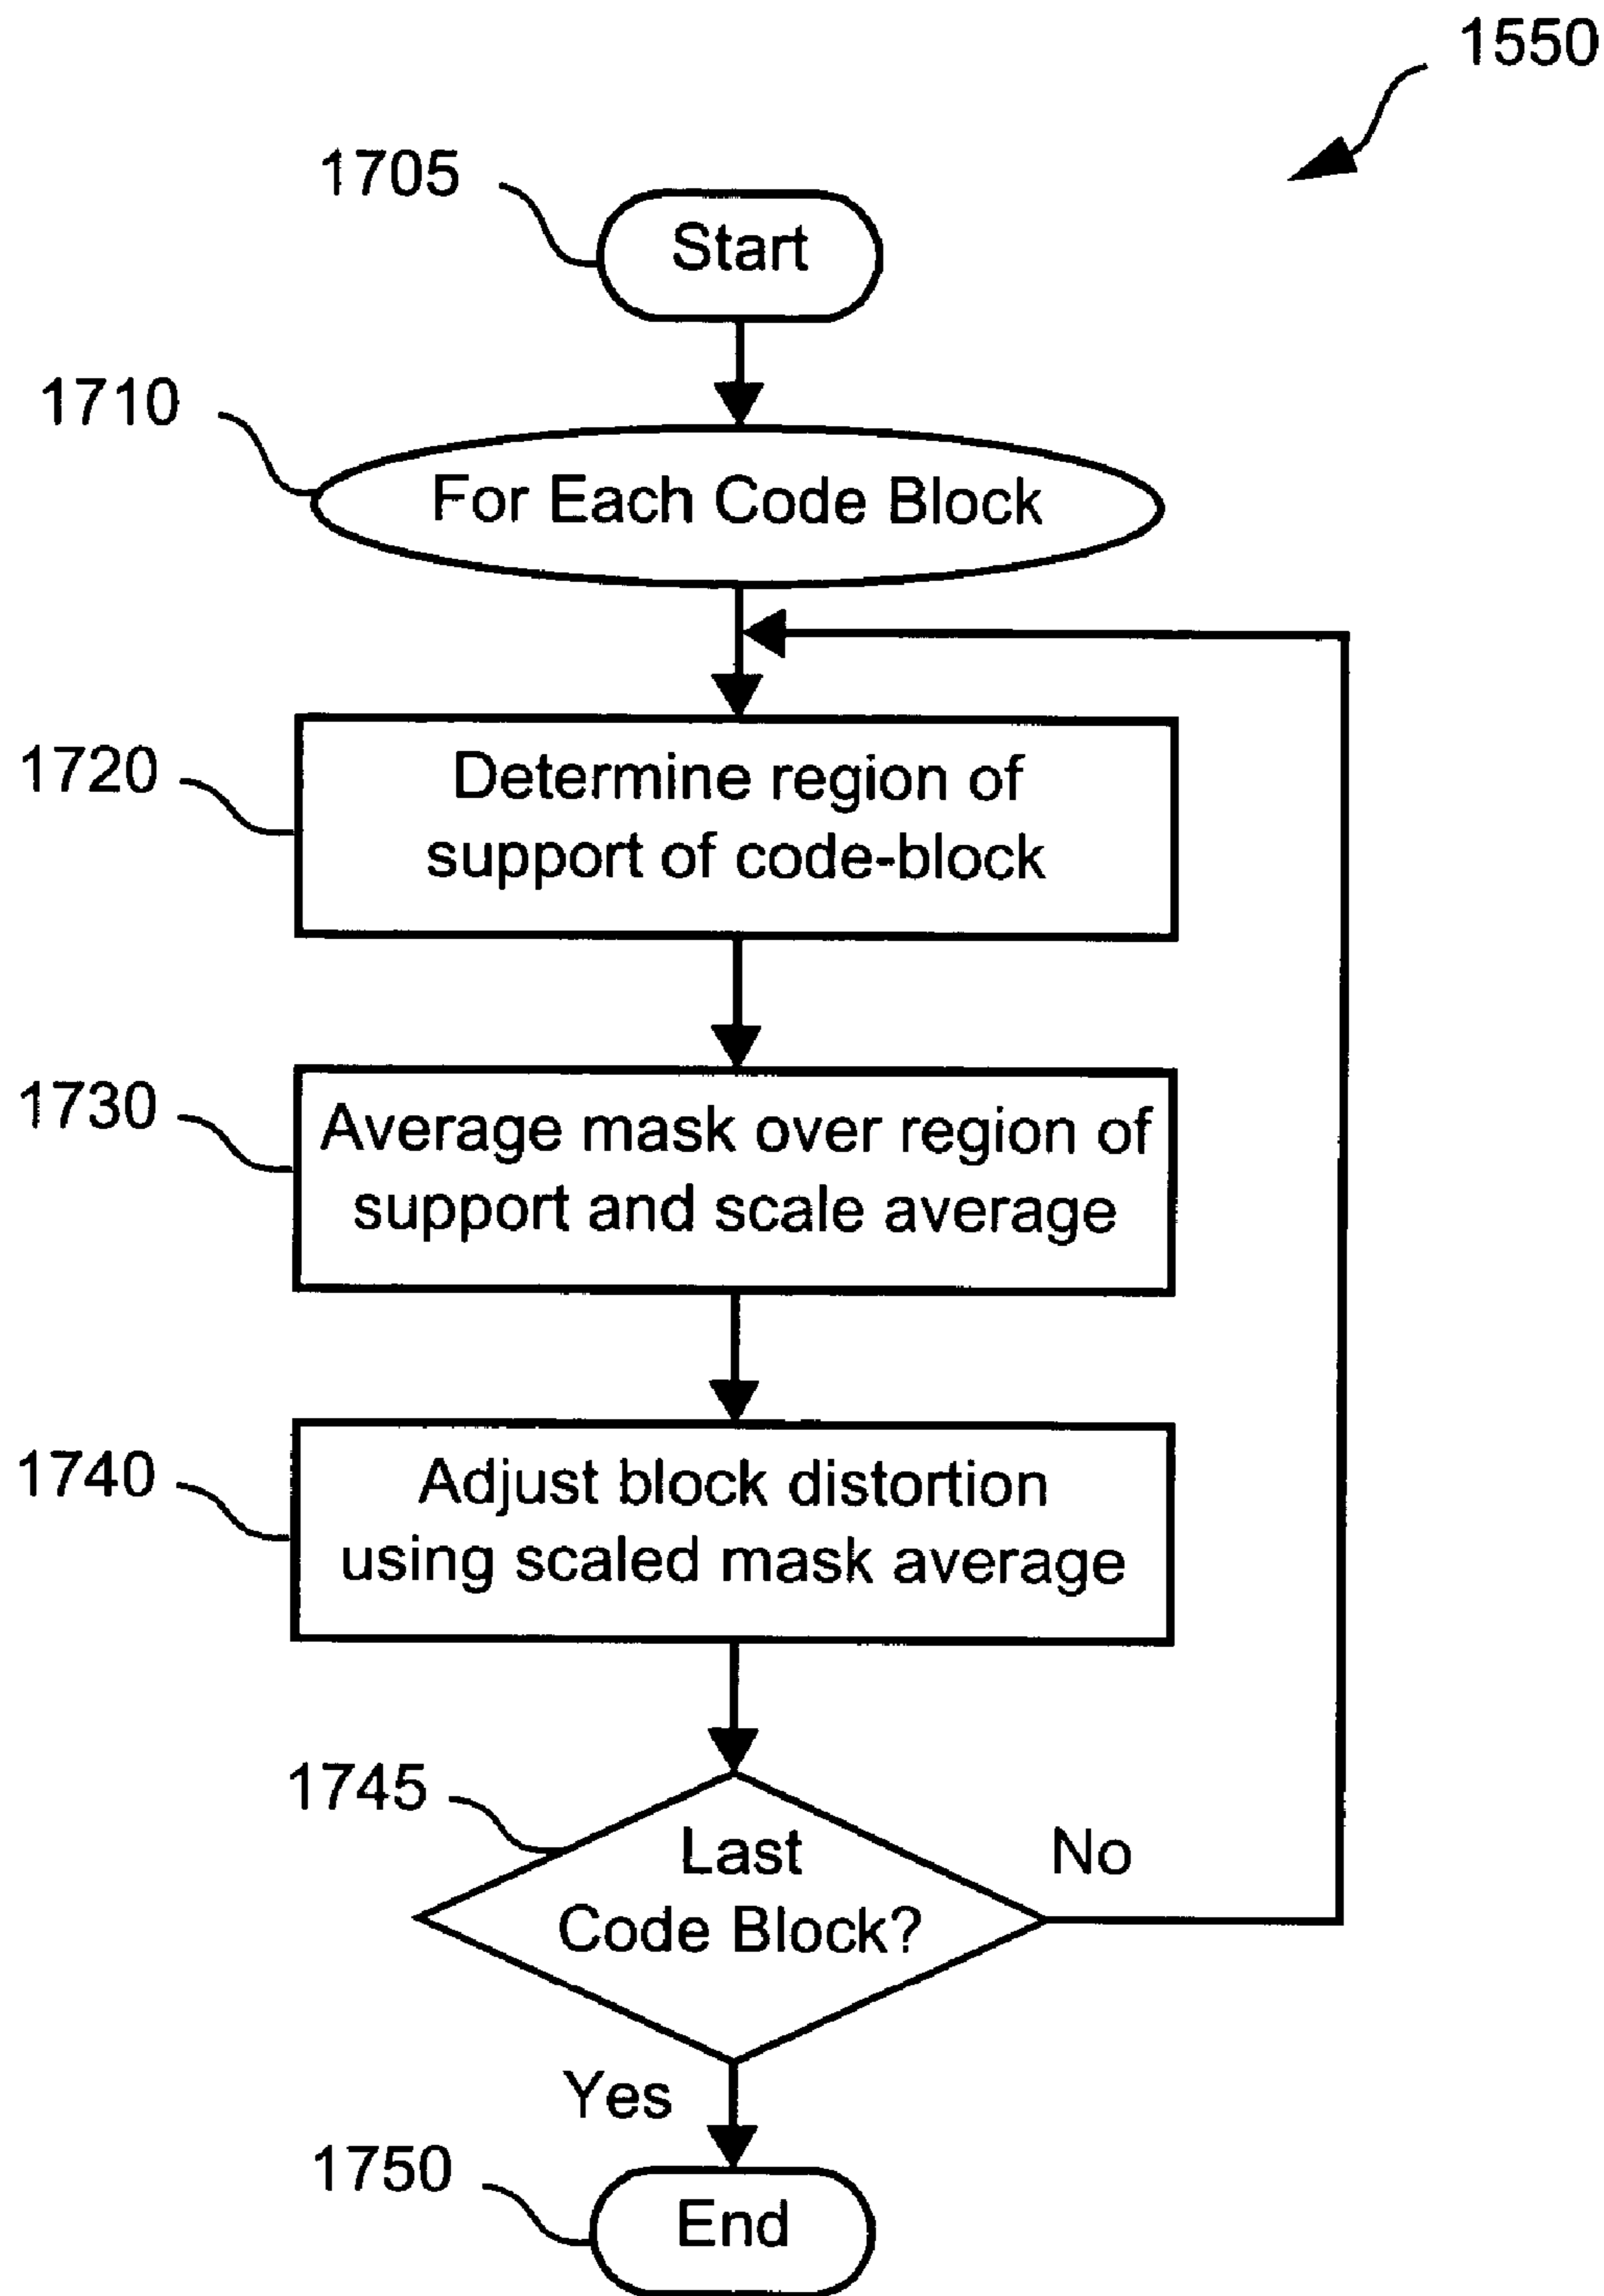 1550
1705
Start
1710
For Each Code Block
1720
Determine region of
support of code-block
1730
Average mask over region of
support and scale average
1740
Adjust block distortion
using scaled mask average
1745
Last
Code Block?
No
Yes
1750
End